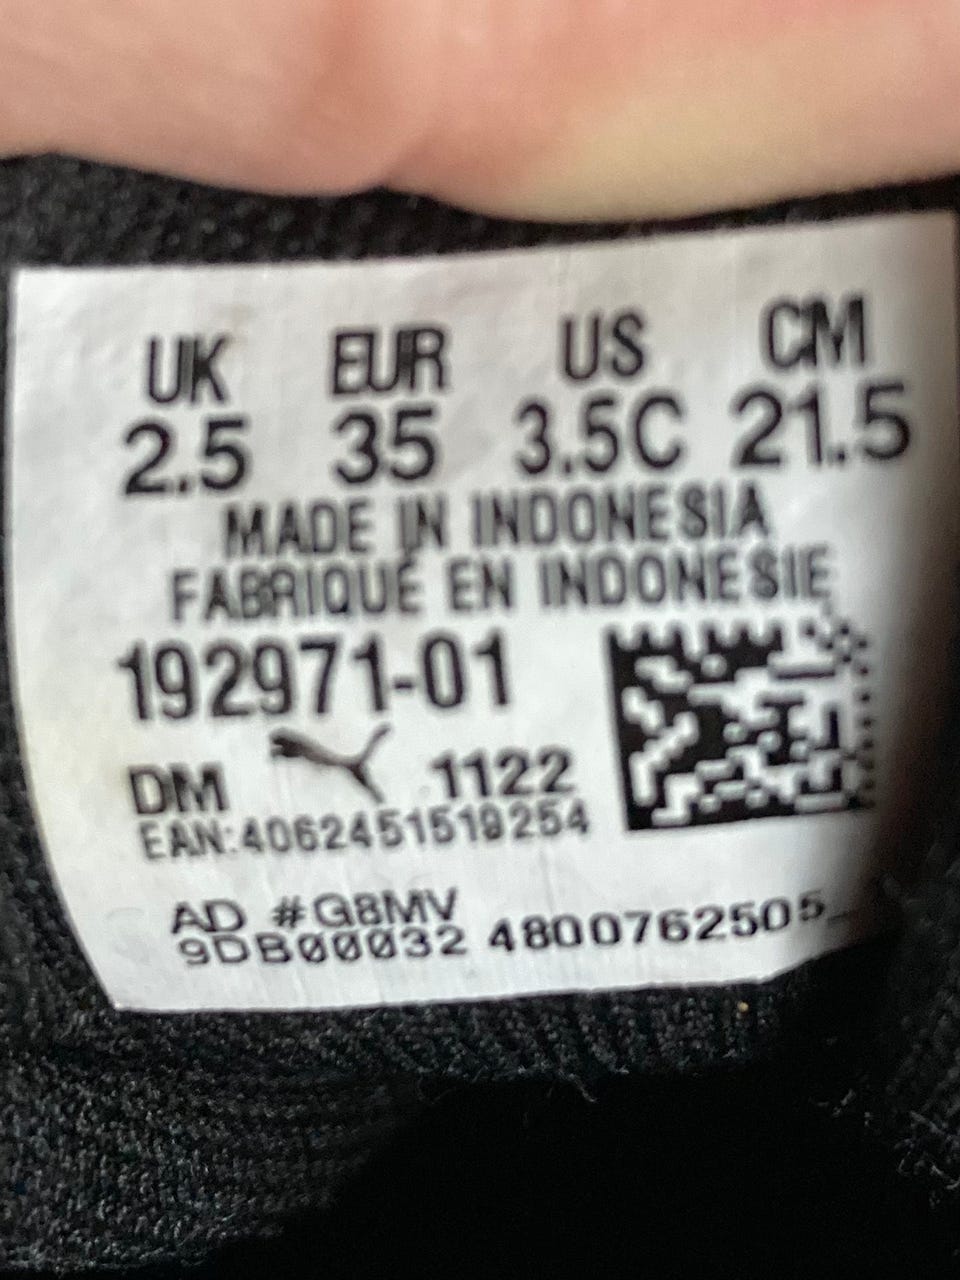 UK EUR US CM
2.5 35 3.5C 21.5
MADE IN INDONESIA
FABRIQUÉ EN INDONESIE
192971-01
DM 1122
EAN:4062451519254
AD #G8MV
9DB00032 4800762505_